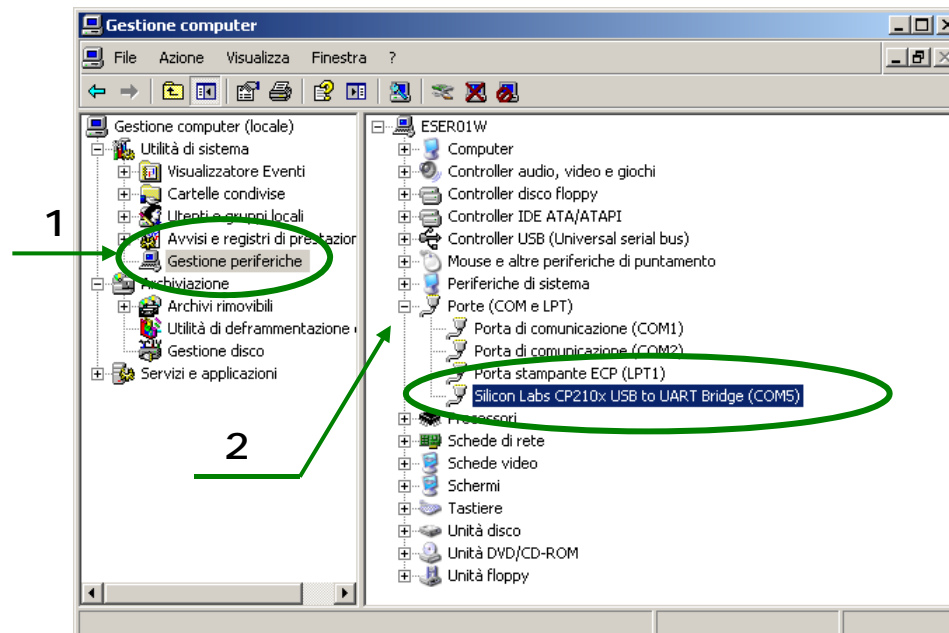 Gestione computer
File Azione Visualizza Finestra ?
Gestione computer (locale)
Utilità di sistema
Visualizzatore Eventi
Cartelle condivise
Utenti e gruppi locali
Avvisi e registri di prestazion
Gestione periferiche
Archiviazione
Archivi rimovibili
Utilità di deframmentazione
Gestione disco
Servizi e applicazioni
1
ESER01W
Computer
Controller audio, video e giochi
Controller disco floppy
Controller IDE ATA/ATAPI
Controller USB (Universal serial bus)
Mouse e altre periferiche di puntamento
Periferiche di sistema
Porte (COM e LPT)
Porta di comunicazione (COM1)
Porta di comunicazione (COM2)
Porta stampante ECP (LPT1)
Silicon Labs CP210x USB to UART Bridge (COM5)
Processori
Schede di rete
Schede video
Schermi
Tastiere
Unità disco
Unità DVD/CD-ROM
Unità floppy
2